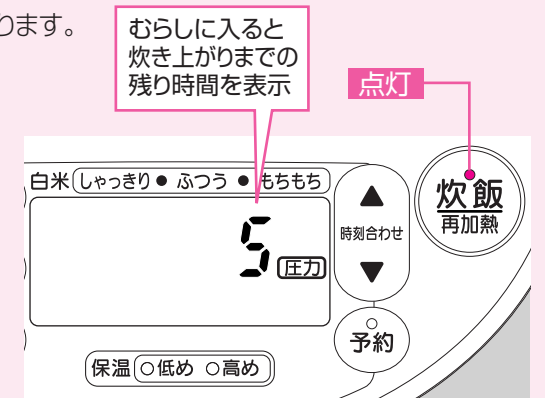 ります。
むらしに入ると
炊き上がりまでの
残り時間を表示
点灯
白米 しゃっきり ● ふつう ● もちもち
5 圧力
▲
時刻合わせ
▼
炊飯
再加熱
予約
保温 ○低め ○高め